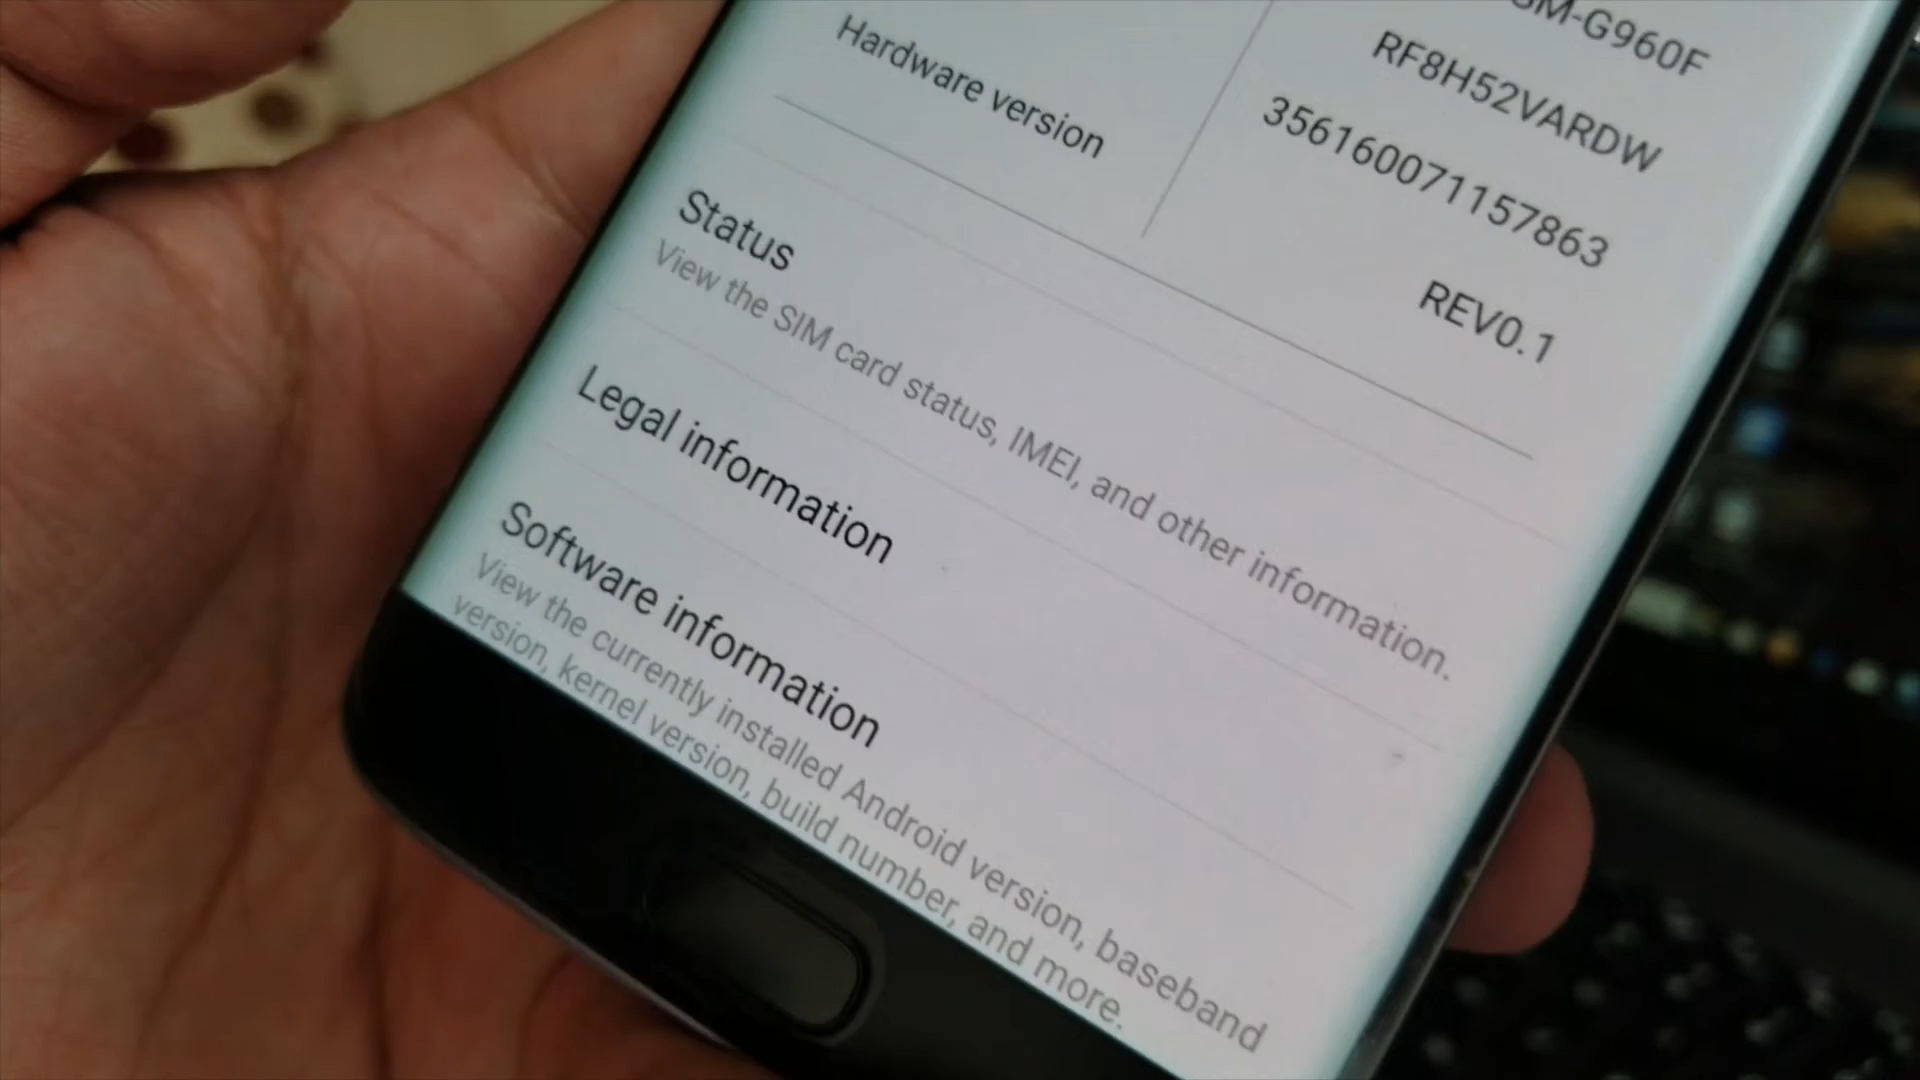 SM-G960F
RF8H52VARDW
356160071157863
Hardware version
REV0.1
Status
View the SIM card status, IMEI, and other information.
Legal information
Software information
View the currently installed Android version, baseband
version, kernel version, build number, and more.